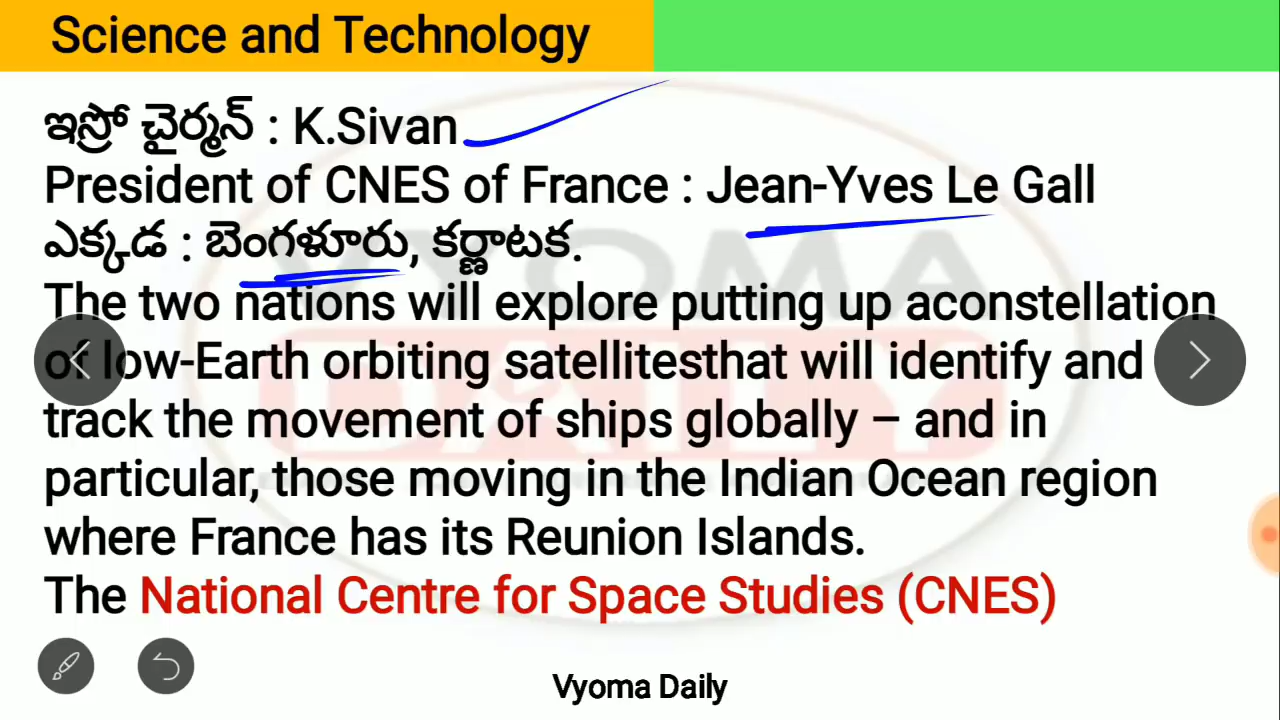 Science and Technology
ఇస్రో చైర్మన్ : K.Sivan
President of CNES of France : Jean-Yves Le Gall
ఎక్కడ : బెంగళూరు, కర్ణాటక.
The two nations will explore putting up aconstellation
of low-Earth orbiting satellitesthat will identify and
track the movement of ships globally – and in
particular, those moving in the Indian Ocean region
where France has its Reunion Islands.
The National Centre for Space Studies (CNES)
VYOMA
DAILY
Vyoma Daily